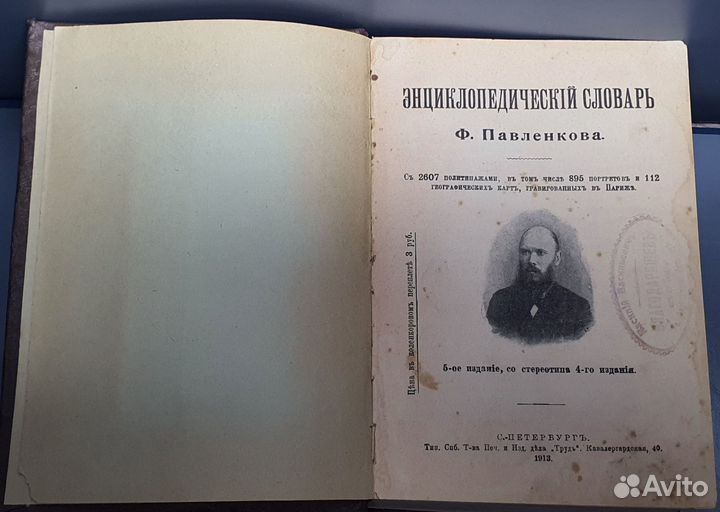 ЭНЦИКЛОПЕДИЧЕСКІЙ СЛОВАРЬ
Ф. Павленкова.
Съ 2607 политипажами, въ томъ числѣ 895 портретовъ и 112
географическихъ картъ, гравированныхъ въ Парижѣ.
Цѣна въ коленкоровомъ переплетѣ 3 руб.
5-ое изданіе, со стереотипа 4-го изданія.
С.-ПЕТЕРБУРГЪ.
Тип. Спб. Т-ва Печ. и Изд. дѣла „Трудъ“. Кавалергардская, 40.
1913.
Avito